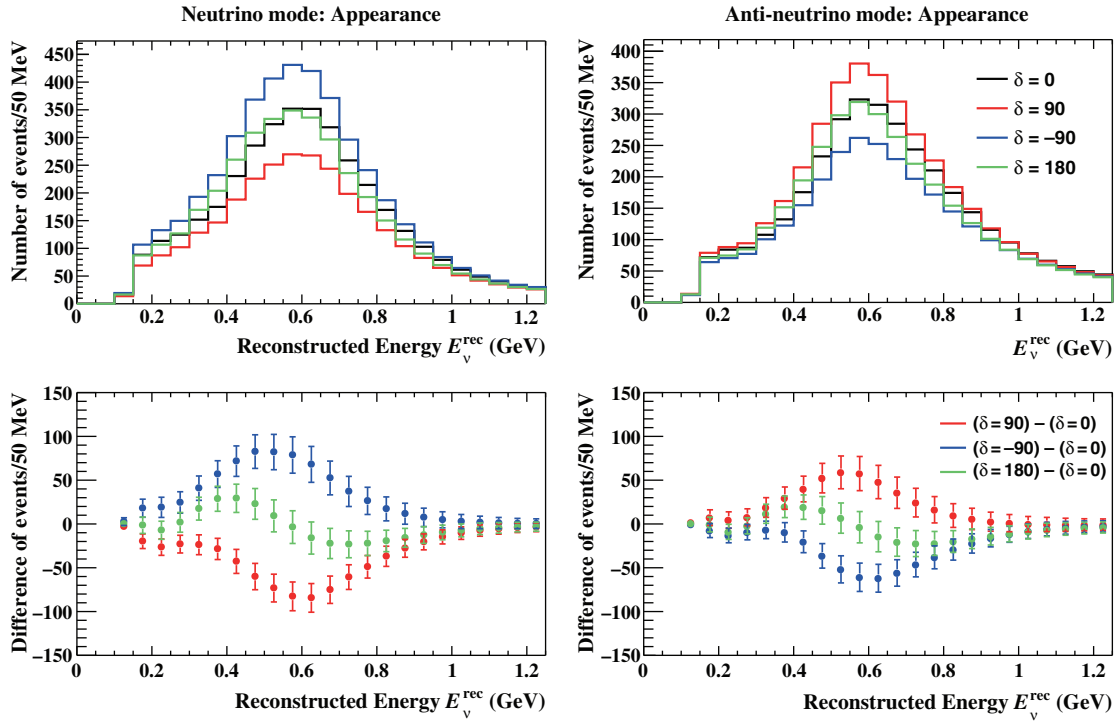 Neutrino mode: Appearance
Number of events/50 MeV
450
400
350
300
250
200
150
100
50
0
0 0.2 0.4 0.6 0.8 1 1.2
Reconstructed Energy E_ν^rec (GeV)
Anti-neutrino mode: Appearance
Number of events/50 MeV
400
350
300
250
200
150
100
50
0
δ = 0
δ = 90
δ = −90
δ = 180
0 0.2 0.4 0.6 0.8 1 1.2
E_ν^rec (GeV)
Difference of events/50 MeV
150
100
50
0
−50
−100
−150
0 0.2 0.4 0.6 0.8 1 1.2
Reconstructed Energy E_ν^rec (GeV)
Difference of events/50 MeV
150
100
50
0
−50
−100
−150
(δ = 90) − (δ = 0)
(δ = −90) − (δ = 0)
(δ = 180) − (δ = 0)
0 0.2 0.4 0.6 0.8 1 1.2
Reconstructed Energy E_ν^rec (GeV)